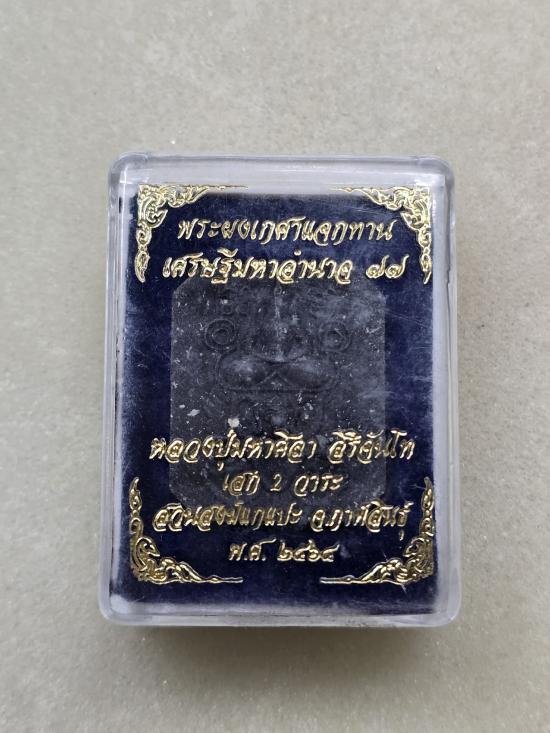 พระผงเกศาแจกทาน
เศรษฐีมหาอำนาจ ๗๗
หลวงปู่มหาศิลา สิริจันโท
เสก 2 วาระ
สวนสงฆ์แกแปะ จ.กาฬสินธุ์
พ.ศ. ๒๕๖๔